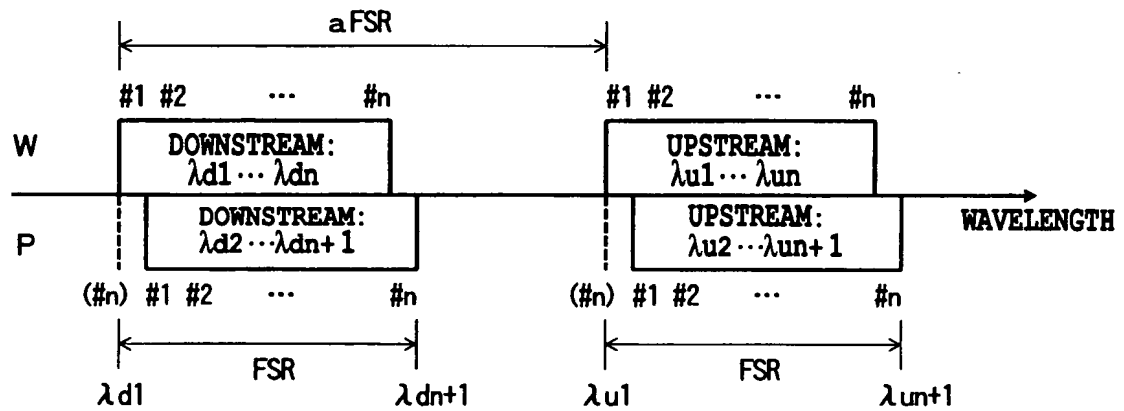 aFSR
#1 #2 ··· #n #1 #2 ··· #n
W DOWNSTREAM: UPSTREAM:
λd1··· λdn λu1··· λun
WAVELENGTH
P DOWNSTREAM: UPSTREAM:
λd2···λdn+1 λu2···λun+1
(#n) #1 #2 ··· #n (#n) #1 #2 ··· #n
FSR FSR
λd1 λdn+1 λu1 λun+1